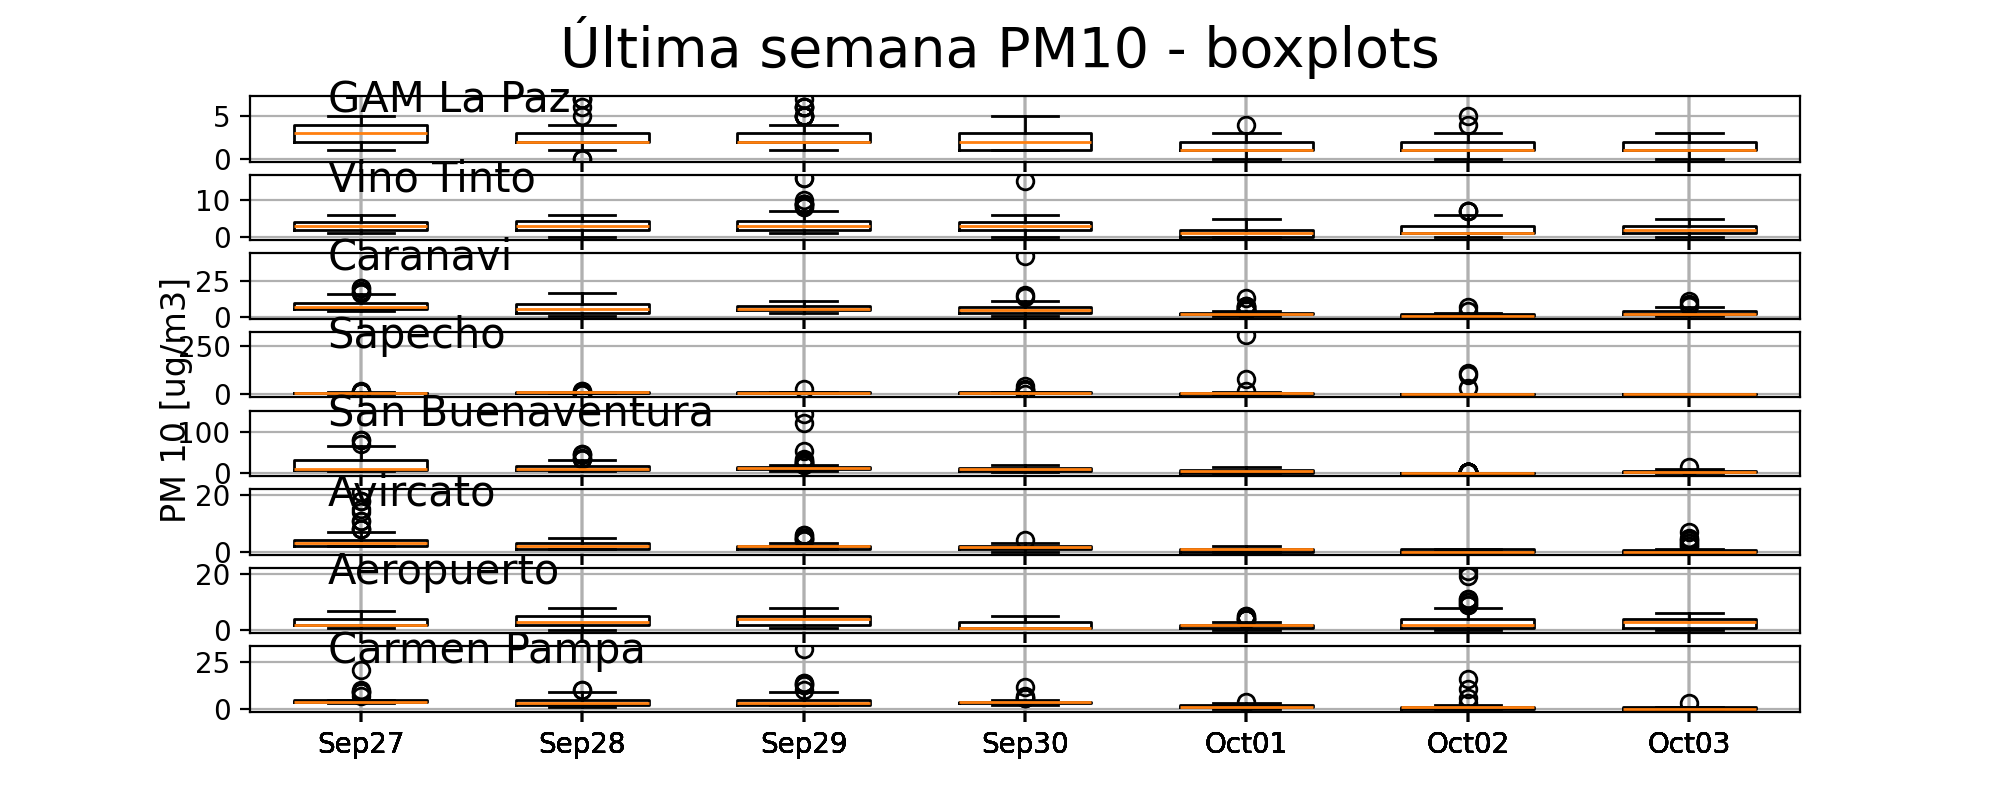 Última semana PM10 - boxplots
GAM La Paz
5
0
Vino Tinto
10
0
Caranavi
25
0
Sapecho
250
0
San Buenaventura
100
0
Avircato
20
0
Aeropuerto
20
0
Carmen Pampa
25
0
PM 10 [ug/m3]
Sep27 Sep28 Sep29 Sep30 Oct01 Oct02 Oct03